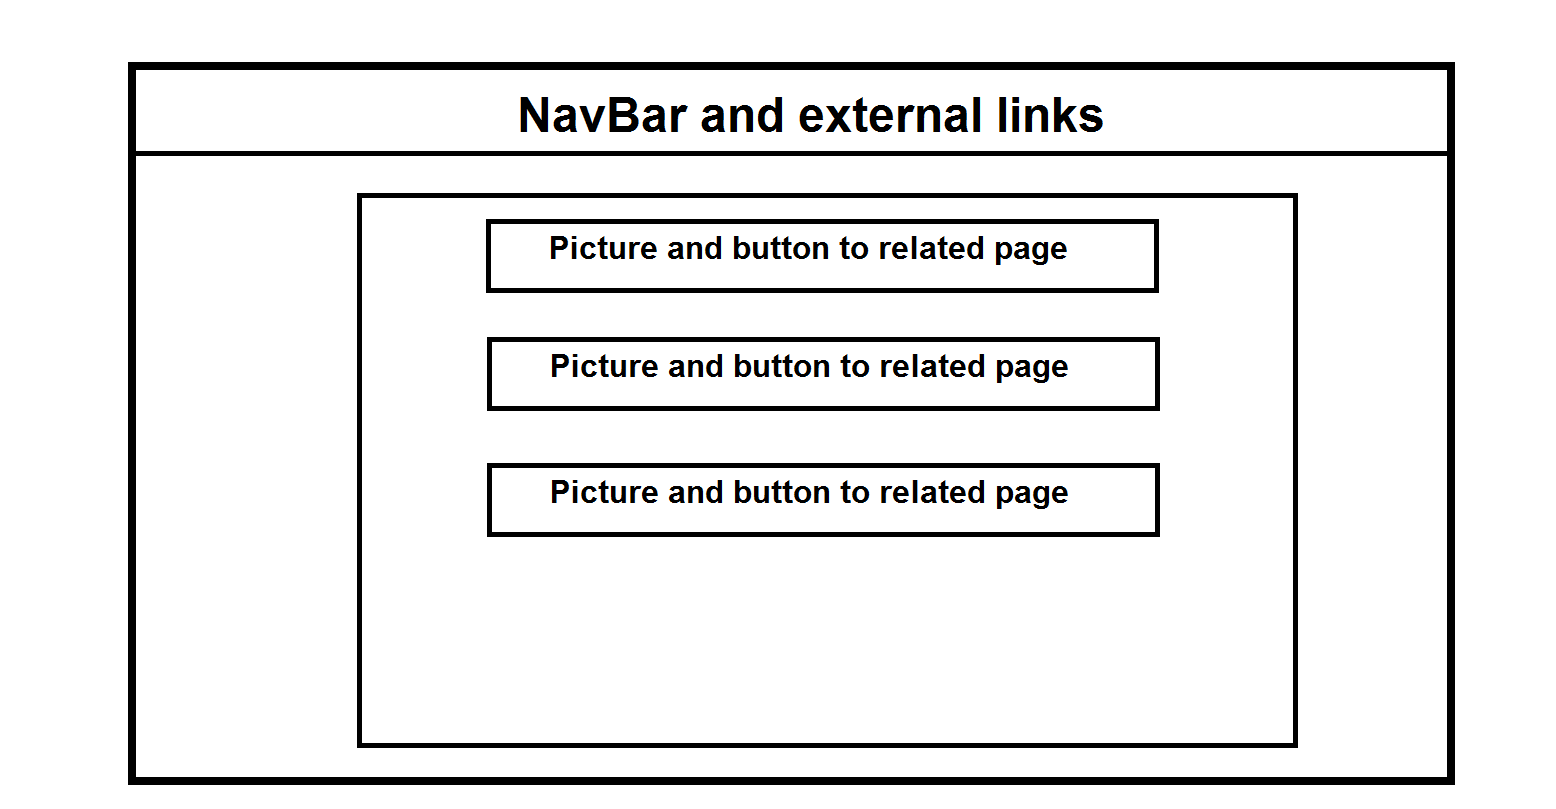 NavBar and external links
Picture and button to related page
Picture and button to related page
Picture and button to related page